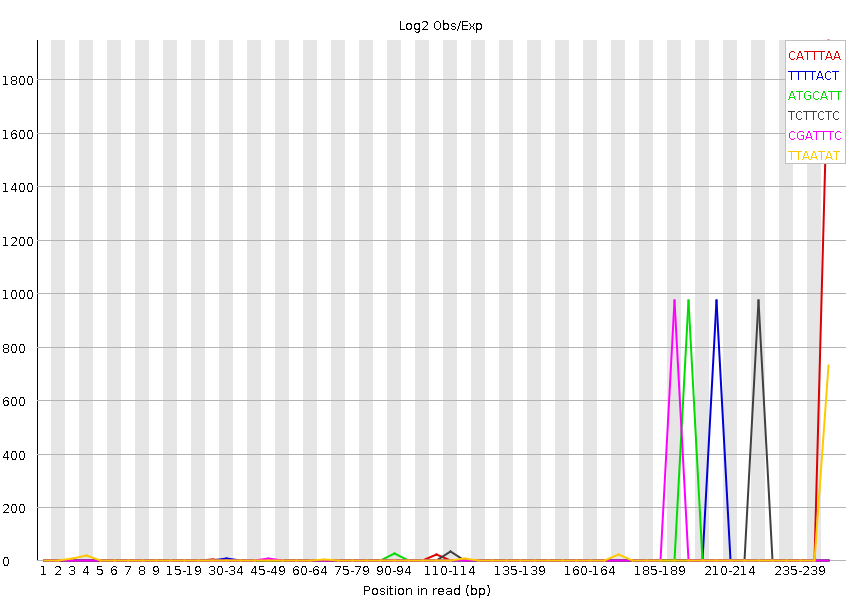 Log2 Obs/Exp
CATTTAA
TTTTACT
ATGCATT
TCTTCTC
CGATTTC
TTAATAT
1800
1600
1400
1200
1000
800
600
400
200
0
1 2 3 4 5 6 7 8 9 15-19 30-34 45-49 60-64 75-79 90-94 110-114 135-139 160-164 185-189 210-214 235-239
Position in read (bp)